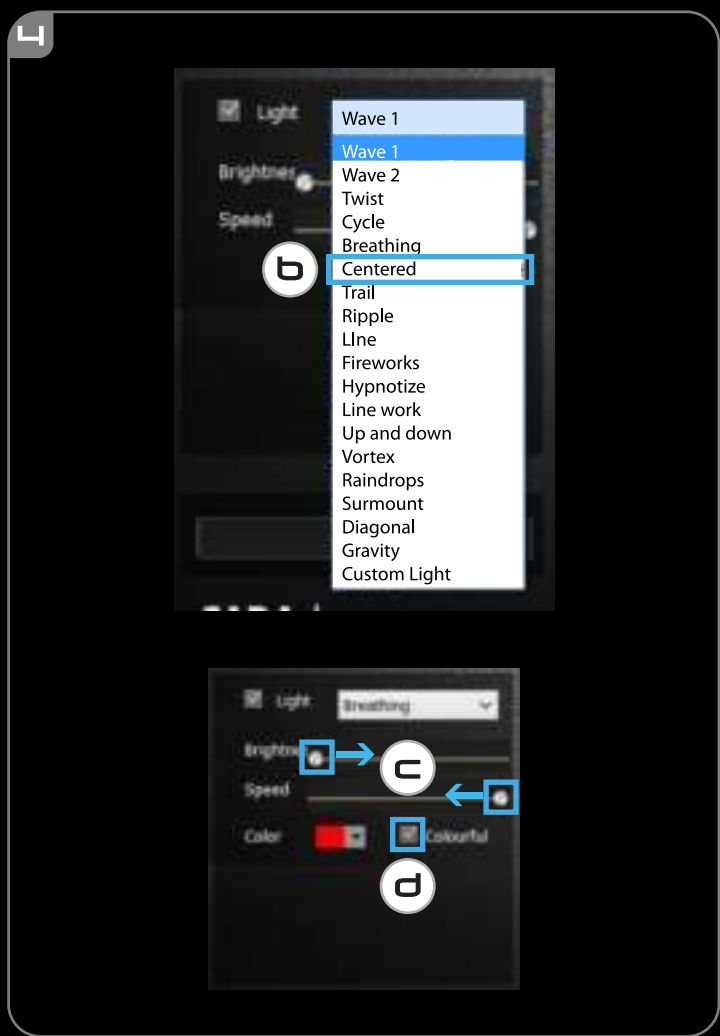 4
Light Wave 1
Wave 1
Brightnes
Wave 2
Twist
Speed
Cycle
Breathing
b Centered
Trail
Ripple
LIne
Fireworks
Hypnotize
Line work
Up and down
Vortex
Raindrops
Surmount
Diagonal
Gravity
Custom Light
Light Breathing
Brightnes
c
Speed
Color Colourful
d